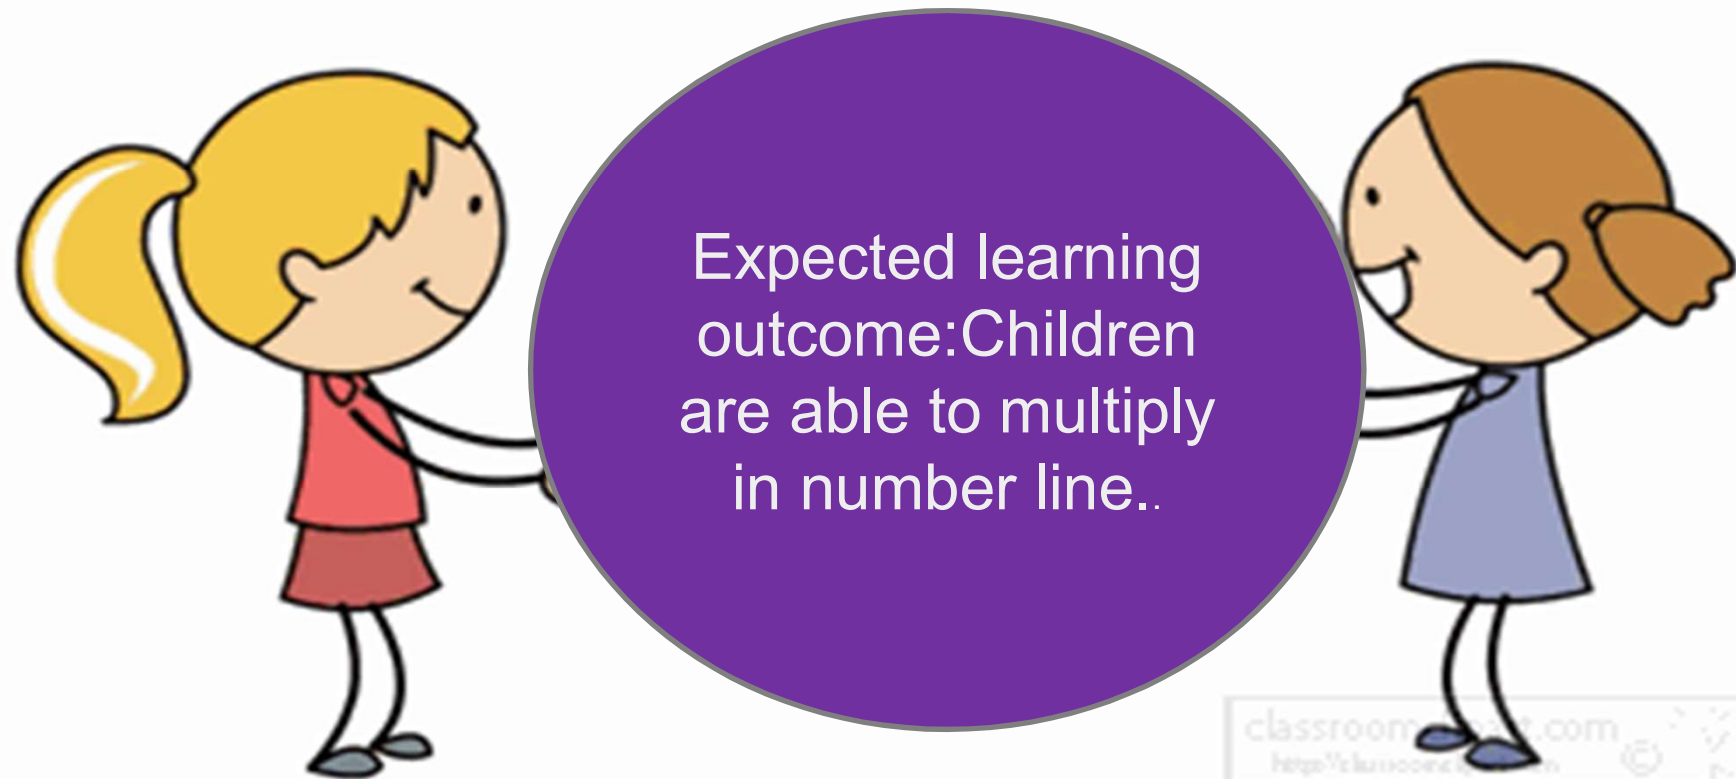 Expected learning
outcome:Children
are able to multiply
in number line..